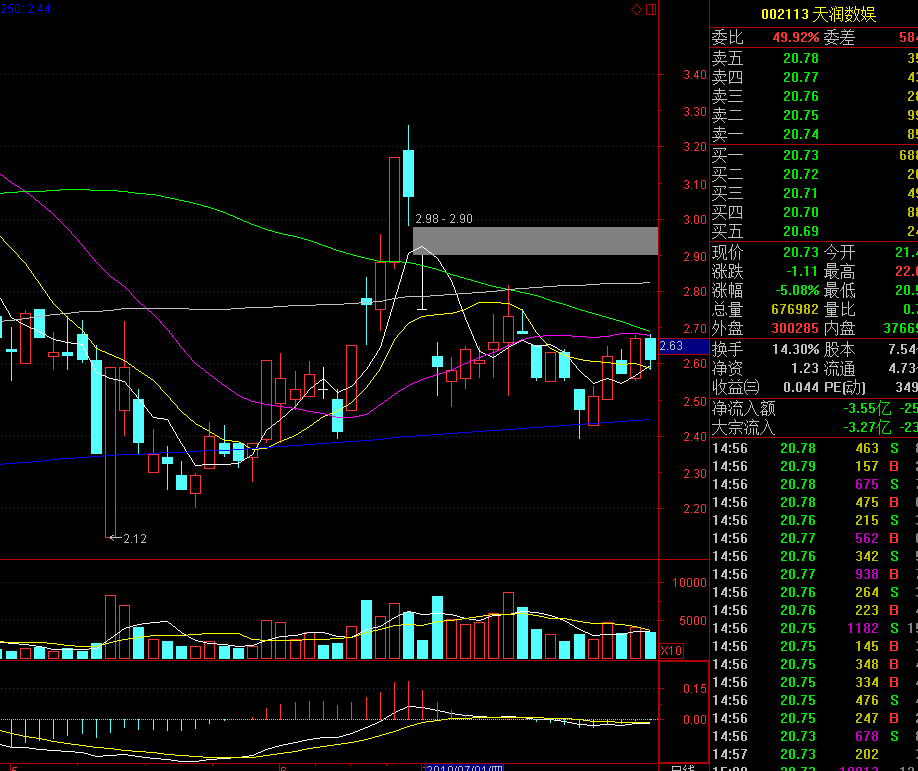 250: 2.44
3.40
3.30
3.20
3.10
3.00
2.90
2.80
2.70
2.63
2.60
2.50
2.40
2.30
2.20
2.98 - 2.90
←2.12
10000
5000
X10
0.15
0.00
5
6
2010/07/01/四
日线
002113 天润数娱
委比 49.92% 委差 584
卖五 20.78
卖四 20.77
卖三 20.76
卖二 20.75
卖一 20.74
买一 20.73 688
买二 20.72
买三 20.71
买四 20.70
买五 20.69
现价 20.73 今开 21.4
涨跌 -1.11 最高 22.0
涨幅 -5.08% 最低 20.5
总量 676982 量比 0.7
外盘 300285 内盘 37669
换手 14.30% 股本 7.54
净资 1.23 流通 4.73
收益㈢ 0.044 PE(动) 349
净流入额 -3.55亿 -25
大宗流入 -3.27亿 -23
14:56 20.78 463 S
14:56 20.79 157 B
14:56 20.78 675 S
14:56 20.78 475 B
14:56 20.76 215 S
14:56 20.77 562 B
14:56 20.76 342 S
14:56 20.77 938 B
14:56 20.76 264 S
14:56 20.76 223 B
14:56 20.75 1182 S 15
14:56 20.75 145 B
14:56 20.75 348 B
14:56 20.75 334 B
14:56 20.75 476 S
14:56 20.75 247 B
14:56 20.73 678 S
14:57 20.73 202
15:00 20.73